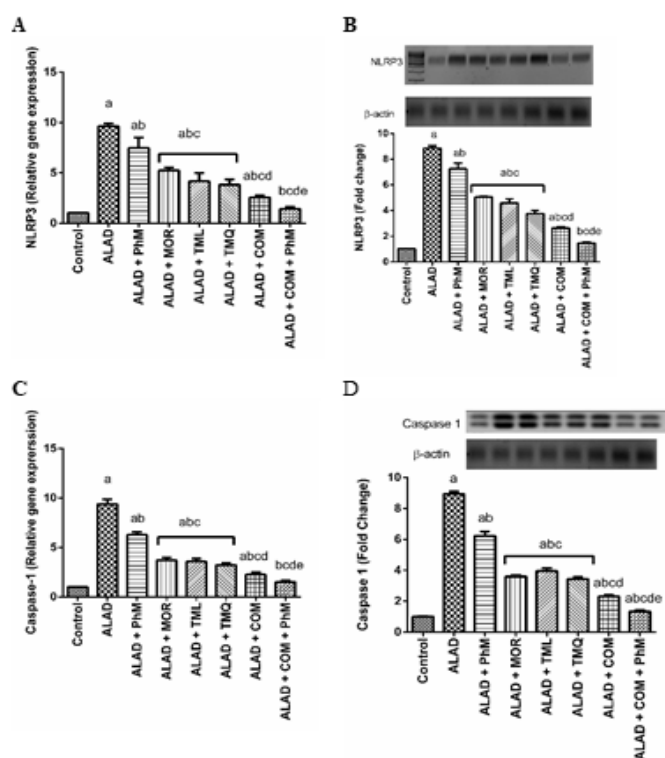 A
NLRP3 (Relative gene expression)
15
10
5
0
a
ab
abc
abcd
bcde
Control
ALAD
ALAD + PhM
ALAD + MOR
ALAD + TML
ALAD + TMQ
ALAD + COM
ALAD + COM + PhM
B
NLRP3
β-actin
NLRP3 (Fold change)
10
8
6
4
2
0
a
ab
abc
abcd
bcde
Control
ALAD
ALAD + PhM
ALAD + MOR
ALAD + TML
ALAD + TMQ
ALAD + COM
ALAD + COM + PhM
C
Caspase-1 (Relative gene experrssion)
15
10
5
0
a
ab
abc
abcd
bcde
Control
ALAD
ALAD + PhM
ALAD + MOR
ALAD + TML
ALAD + TMQ
ALAD + COM
ALAD + COM + PhM
D
Caspase 1
β-actin
Caspase 1 (Fold Change)
10
8
6
4
2
0
a
ab
abc
abcd
abcde
Control
ALAD
ALAD + PhM
ALAD + MOR
ALAD + TML
ALAD + TMQ
ALAD + COM
ALAD + COM + PhM